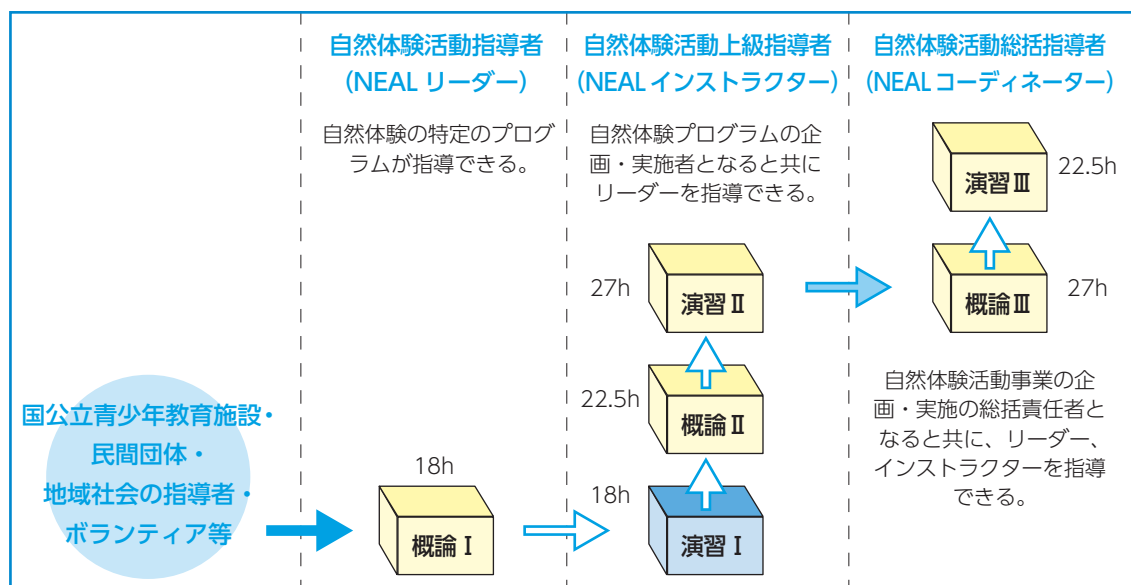 自然体験活動指導者
(NEAL リーダー)
自然体験の特定のプログ
ラムが指導できる。
自然体験活動上級指導者
(NEAL インストラクター)
自然体験プログラムの企
画・実施者となると共に
リーダーを指導できる。
自然体験活動総括指導者
(NEAL コーディネーター)
演習Ⅲ
22.5h
概論Ⅲ
27h
自然体験活動事業の企
画・実施の総括責任者と
なると共に、リーダー、
インストラクターを指導
できる。
27h
演習Ⅱ
22.5h
概論Ⅱ
18h
演習Ⅰ
18h
概論Ⅰ
国公立青少年教育施設・
民間団体・
地域社会の指導者・
ボランティア等